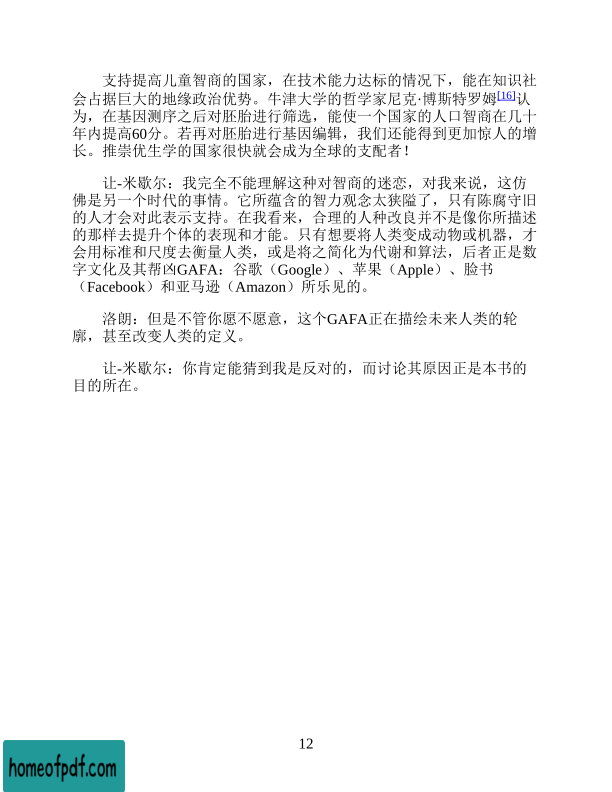 支持提高儿童智商的国家，在技术能力达标的情况下，能在知识社
会占据巨大的地缘政治优势。牛津大学的哲学家尼克·博斯特罗姆[16]认
为，在基因测序之后对胚胎进行筛选，能使一个国家的人口智商在几十
年内提高60分。若再对胚胎进行基因编辑，我们还能得到更加惊人的增
长。推崇优生学的国家很快就会成为全球的支配者！
让-米歇尔：我完全不能理解这种对智商的迷恋，对我来说，这仿
佛是另一个时代的事情。它所蕴含的智力观念太狭隘了，只有陈腐守旧
的人才会对此表示支持。在我看来，合理的人种改良并不是像你所描述
的那样去提升个体的表现和才能。只有想要将人类变成动物或机器，才
会用标准和尺度去衡量人类，或是将之简化为代谢和算法，后者正是数
字文化及其帮凶GAFA：谷歌（Google）、苹果（Apple）、脸书
（Facebook）和亚马逊（Amazon）所乐见的。
洛朗：但是不管你愿不愿意，这个GAFA正在描绘未来人类的轮
廓，甚至改变人类的定义。
让-米歇尔：你肯定能猜到我是反对的，而讨论其原因正是本书的
目的所在。
12
homeofpdf.com